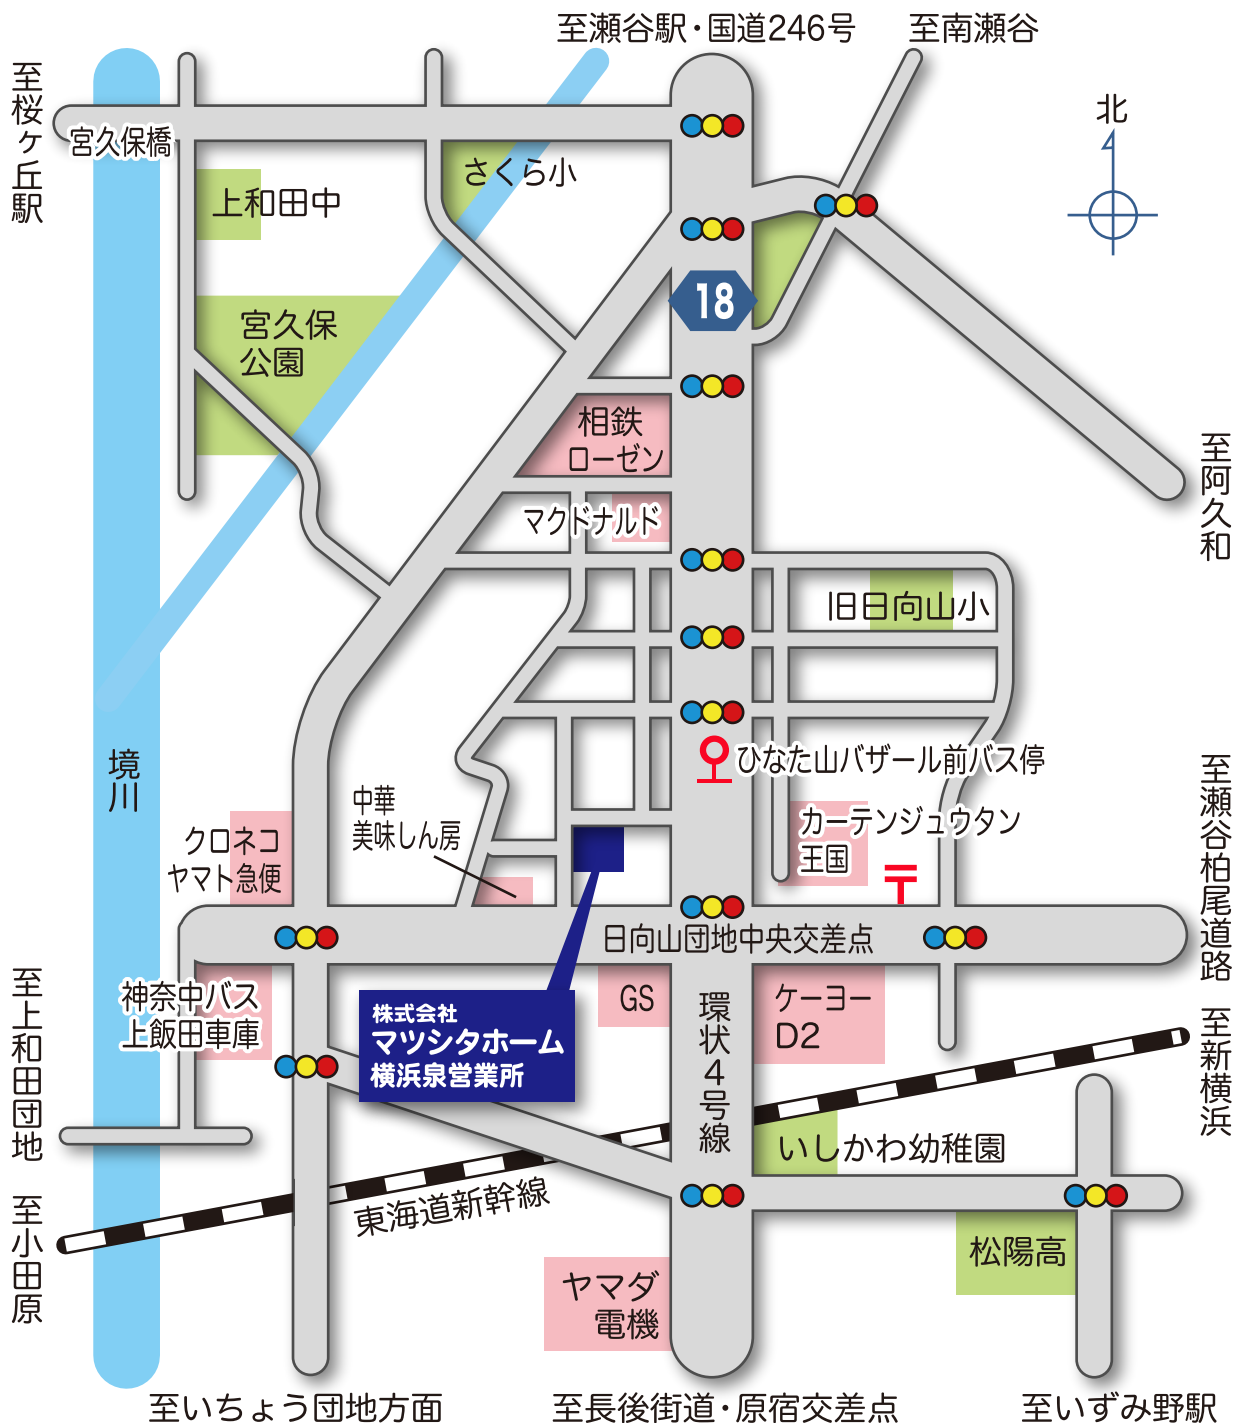 至瀬谷駅・国道246号
至南瀬谷
至桜ヶ丘駅
北
宮久保橋
さくら小
上和田中
18
宮久保
公園
相鉄
ローゼン
至阿久和
マクドナルド
旧日向山小
境川
ひなた山バザール前バス停
至瀬谷柏尾道路
中華
美味しん房
カーテンジュウタン
王国
クロネコ
ヤマト急便
〒
日向山団地中央交差点
至上和田団地
神奈中バス
上飯田車庫
株式会社
マツシタホーム
横浜泉営業所
GS
環状4号線
ケーヨー
D2
至新横浜
いしかわ幼稚園
東海道新幹線
至小田原
松陽高
ヤマダ
電機
至いちょう団地方面
至長後街道・原宿交差点
至いずみ野駅